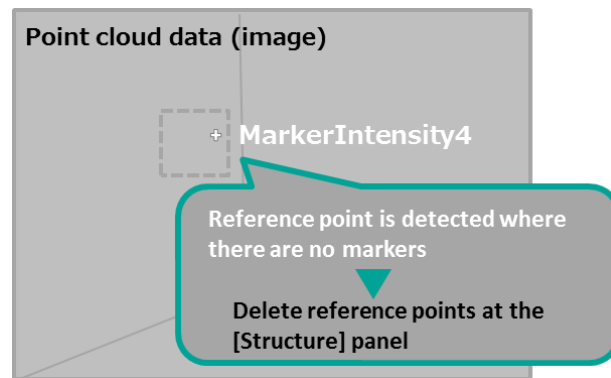 Point cloud data (image)
MarkerIntensity4
Reference point is detected where
there are no markers
Delete reference points at the
[Structure] panel